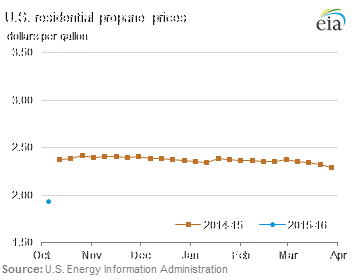 U.S. residential propane prices
dollars per gallon
eia
3.50
3.00
2.50
2.00
1.50
Oct Nov Dec Jan Feb Mar Apr
2014-15 2015-16
Source: U.S. Energy Information Administration